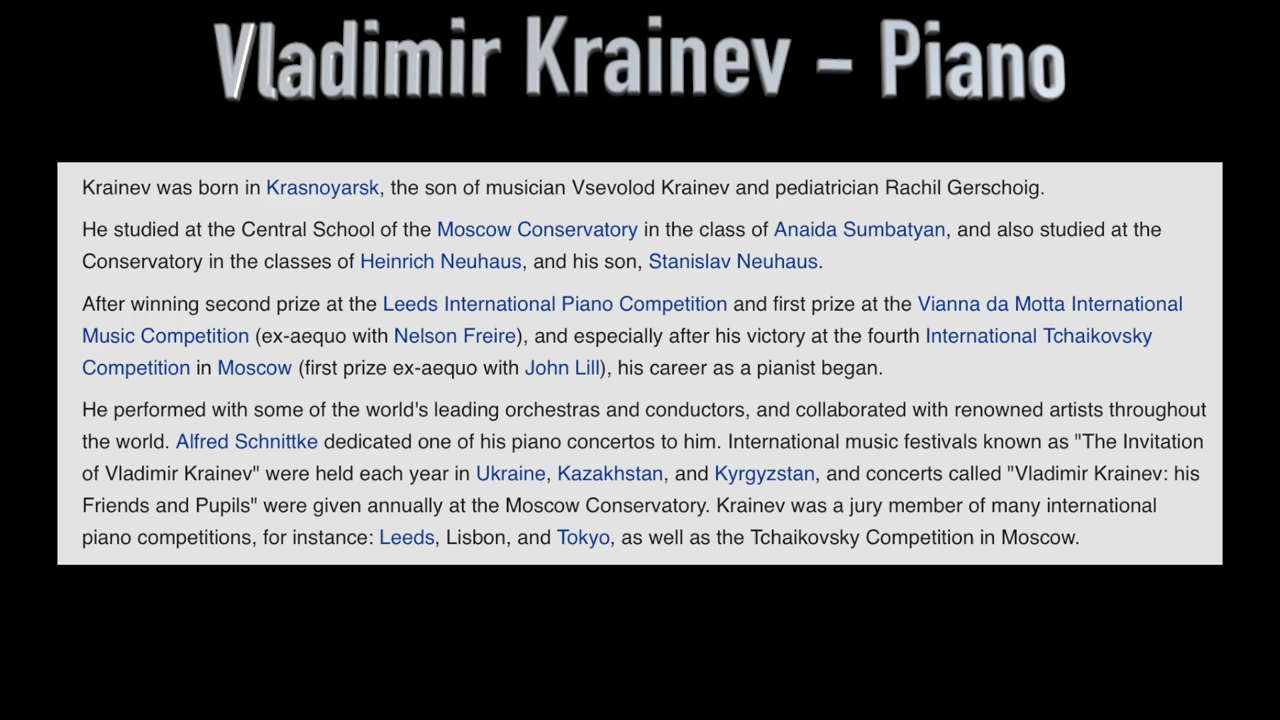 Vladimir Krainev - Piano
Krainev was born in Krasnoyarsk, the son of musician Vsevolod Krainev and pediatrician Rachil Gerschoig.
He studied at the Central School of the Moscow Conservatory in the class of Anaida Sumbatyan, and also studied at the
Conservatory in the classes of Heinrich Neuhaus, and his son, Stanislav Neuhaus.
After winning second prize at the Leeds International Piano Competition and first prize at the Vianna da Motta International
Music Competition (ex-aequo with Nelson Freire), and especially after his victory at the fourth International Tchaikovsky
Competition in Moscow (first prize ex-aequo with John Lill), his career as a pianist began.
He performed with some of the world's leading orchestras and conductors, and collaborated with renowned artists throughout
the world. Alfred Schnittke dedicated one of his piano concertos to him. International music festivals known as "The Invitation
of Vladimir Krainev" were held each year in Ukraine, Kazakhstan, and Kyrgyzstan, and concerts called "Vladimir Krainev: his
Friends and Pupils" were given annually at the Moscow Conservatory. Krainev was a jury member of many international
piano competitions, for instance: Leeds, Lisbon, and Tokyo, as well as the Tchaikovsky Competition in Moscow.